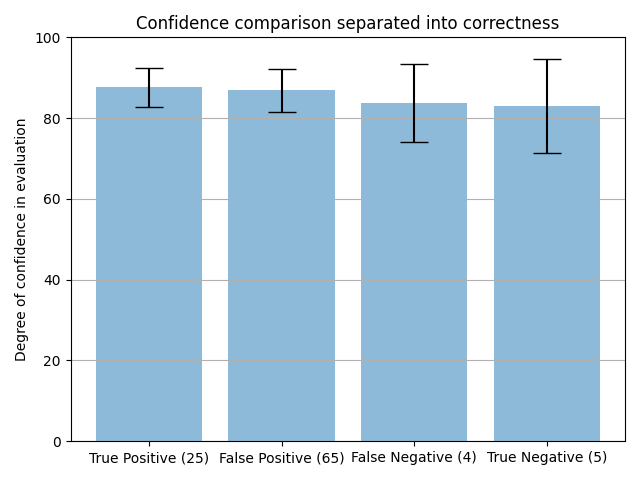 Confidence comparison separated into correctness
100
80
60
40
20
0
Degree of confidence in evaluation
True Positive (25)
False Positive (65)
False Negative (4)
True Negative (5)